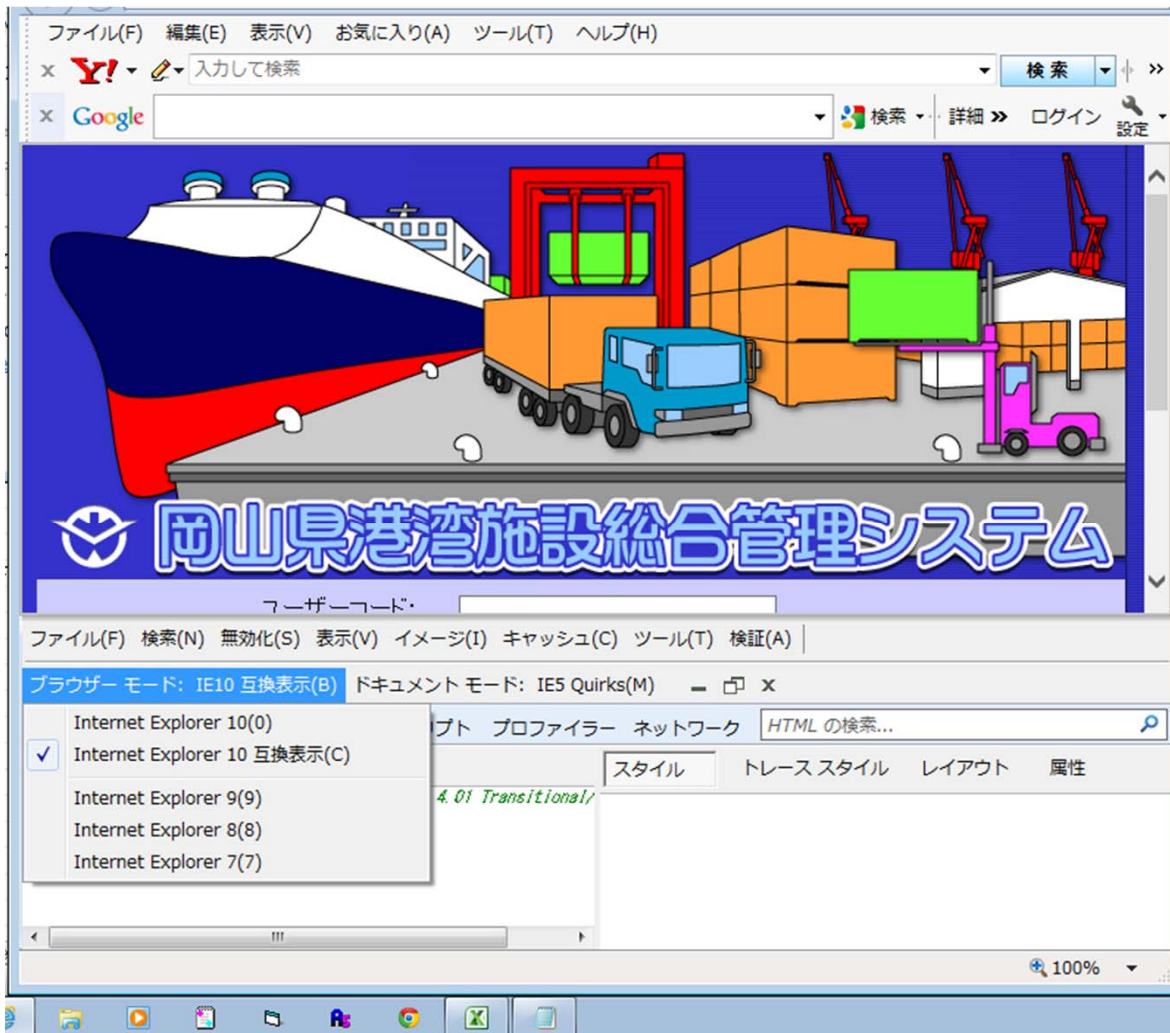 ファイル(F) 編集(E) 表示(V) お気に入り(A) ツール(T) ヘルプ(H)
x Y! 入力して検索 検索 »
x Google 検索 詳細 » ログイン 設定
岡山県港湾施設総合管理システム
ユーザーコード:
ファイル(F) 検索(N) 無効化(S) 表示(V) イメージ(I) キャッシュ(C) ツール(T) 検証(A)
ブラウザー モード: IE10 互換表示(B) ドキュメント モード: IE5 Quirks(M)
Internet Explorer 10(0) プト プロファイラー ネットワーク HTML の検索...
Internet Explorer 10 互換表示(C)
スタイル トレース スタイル レイアウト 属性
Internet Explorer 9(9) 4.01 Transitional/
Internet Explorer 8(8)
Internet Explorer 7(7)
100%